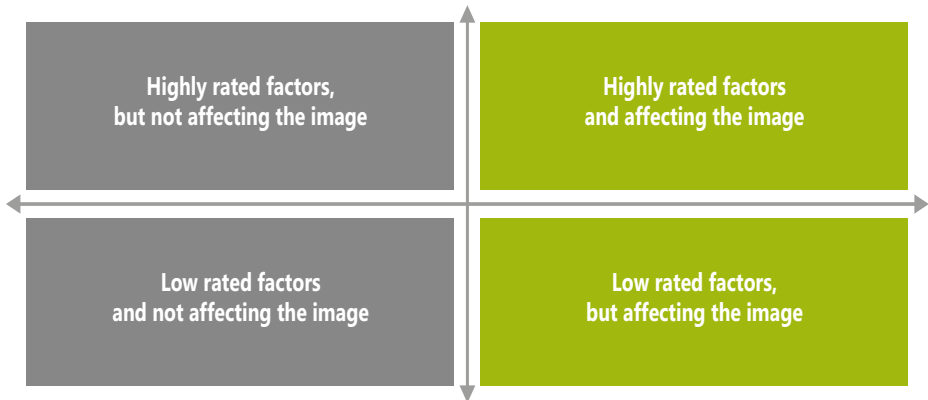 Highly rated factors,
but not affecting the image
Highly rated factors
and affecting the image
Low rated factors
and not affecting the image
Low rated factors,
but affecting the image